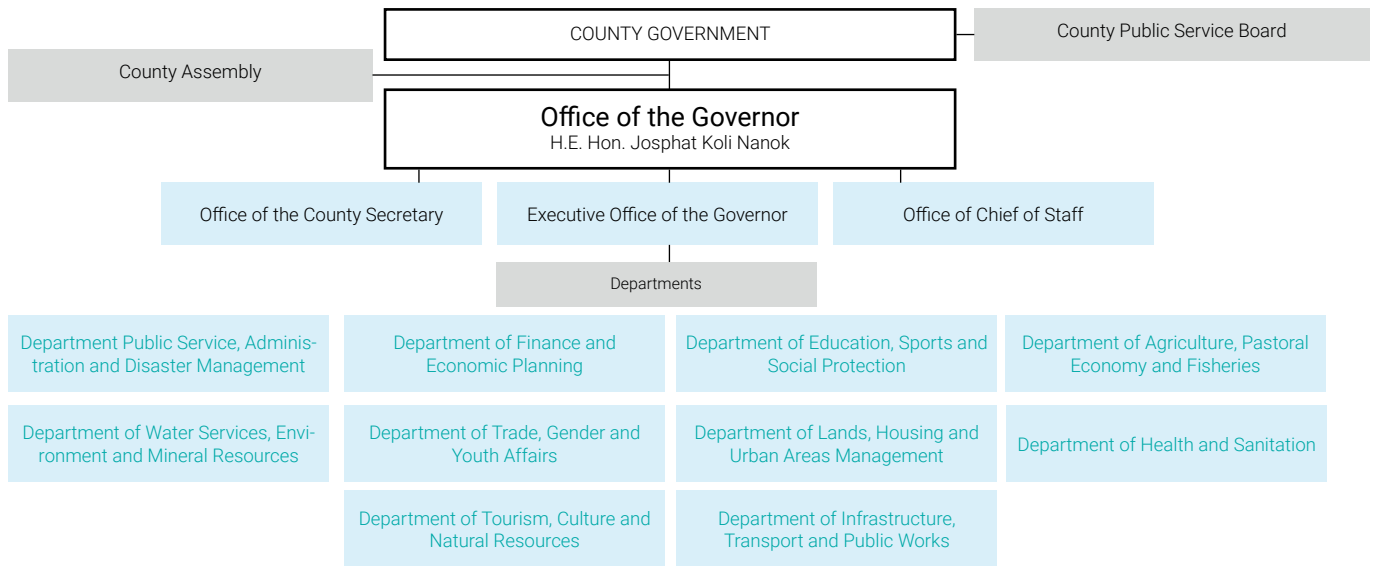 COUNTY GOVERNMENT
County Public Service Board
County Assembly
Office of the Governor
H.E. Hon. Josphat Koli Nanok
Office of the County Secretary
Executive Office of the Governor
Office of Chief of Staff
Departments
Department Public Service, Adminis-
tration and Disaster Management
Department of Finance and
Economic Planning
Department of Education, Sports and
Social Protection
Department of Agriculture, Pastoral
Economy and Fisheries
Department of Water Services, Envi-
ronment and Mineral Resources
Department of Trade, Gender and
Youth Affairs
Department of Lands, Housing and
Urban Areas Management
Department of Health and Sanitation
Department of Tourism, Culture and
Natural Resources
Department of Infrastructure,
Transport and Public Works